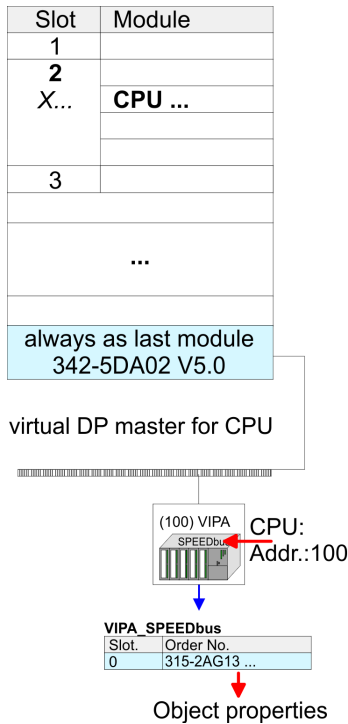 Slot Module
1
2
X... CPU ...
3
...
always as last module
342-5DA02 V5.0
virtual DP master for CPU
(100) VIPA
CPU:
SPEEDbus
Addr.:100
VIPA_SPEEDbus
Slot. Order No.
0 315-2AG13 ...
Object properties